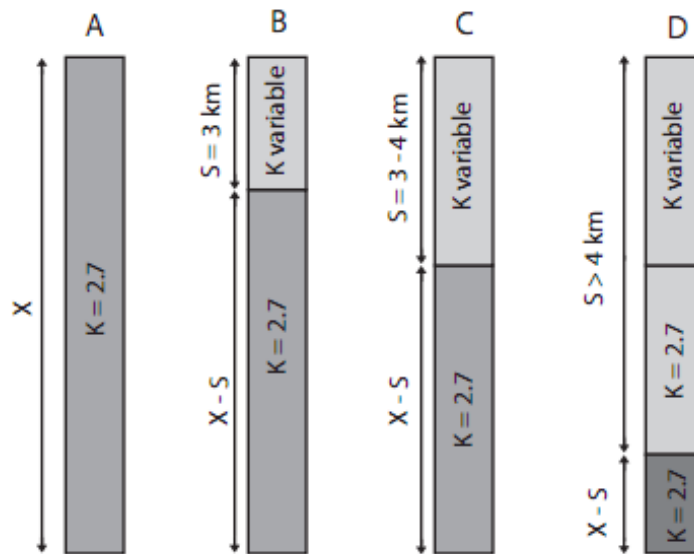 A
X
K = 2.7
B
S = 3 km
K variable
X - S
K = 2.7
C
S = 3 - 4 km
K variable
X - S
K = 2.7
D
S > 4 km
K variable
K = 2.7
X - S
K = 2.7